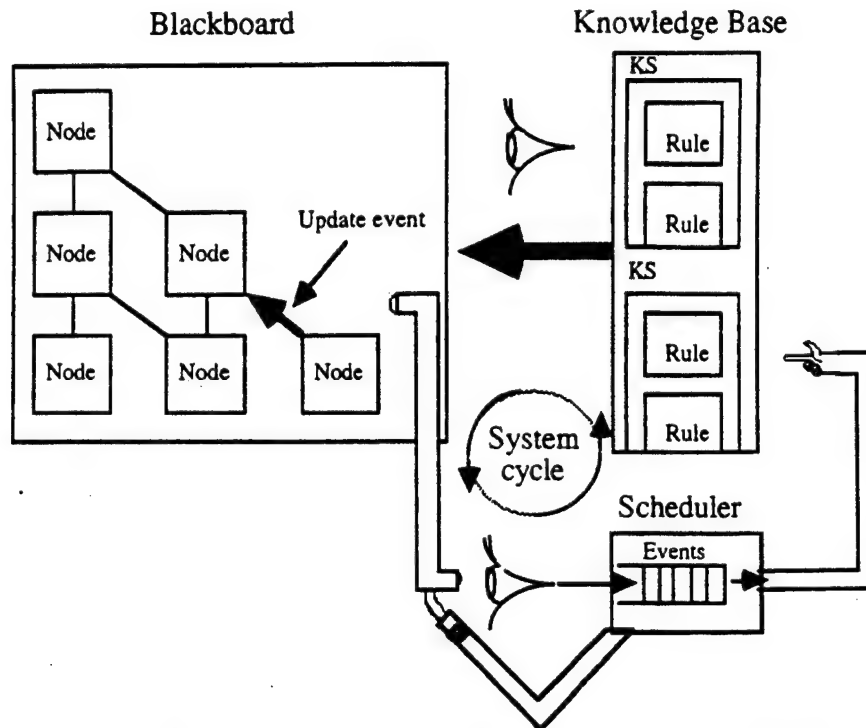 Blackboard
Knowledge Base
KS
Node
Rule
Node
Node
Update event
Rule
KS
Node
Node
Node
Rule
Rule
System
cycle
Scheduler
Events